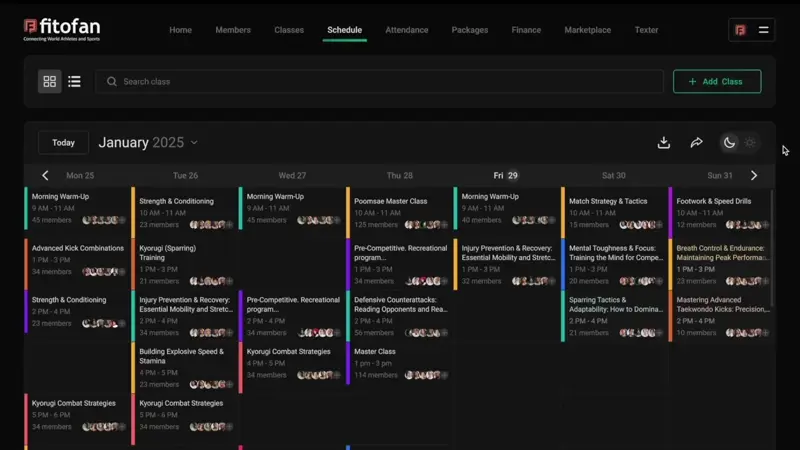 fitofan
Connecting World Athletes and Sports
Home Members Classes Schedule Attendance Packages Finance Marketplace Texter
Search class
+ Add Class
Today January 2025
Mon 25 Tue 26 Wed 27 Thu 28 Fri 29 Sat 30 Sun 31
Morning Warm-Up
9 AM - 11 AM
45 members
Advanced Kick Combinations
1 PM - 3 PM
34 members
Strength & Conditioning
2 PM - 4 PM
23 members
Kyorugi Combat Strategies
5 PM - 6 PM
34 members
Strength & Conditioning
10 AM - 11 AM
23 members
Kyorugi (Sparring)
Training
1 PM - 3 PM
21 members
Injury Prevention & Recovery:
Essential Mobility and Stretc...
2 PM - 4 PM
34 members
Building Explosive Speed &
Stamina
4 PM - 5 PM
23 members
Kyorugi Combat Strategies
5 PM - 6 PM
34 members
Morning Warm-Up
9 AM - 11 AM
45 members
Pre-Competitive. Recreational
program...
2 PM - 4 PM
34 members
Kyorugi Combat Strategies
4 PM - 5 PM
34 members
Poomsae Master Class
10 AM - 11 AM
125 members
Pre-Competitive. Recreational
program...
1 PM - 3 PM
34 members
Defensive Counterattacks:
Reading Opponents and Rea...
2 PM - 4 PM
56 members
Master Class
1 pm - 3 pm
114 members
Morning Warm-Up
9 AM - 11 AM
40 members
Injury Prevention & Recovery:
Essential Mobility and Stretc...
1 PM - 3 PM
32 members
Match Strategy & Tactics
10 AM - 11 AM
15 members
Mental Toughness & Focus:
Training the Mind for Compe...
1 PM - 3 PM
20 members
Sparring Tactics &
Adaptability: How to Domina...
2 PM - 4 PM
21 members
Footwork & Speed Drills
10 AM - 11 AM
12 members
Breath Control & Endurance:
Maintaining Peak Performa...
1 PM - 3 PM
23 members
Mastering Advanced
Taekwondo Kicks: Precision,...
2 PM - 4 PM
10 members